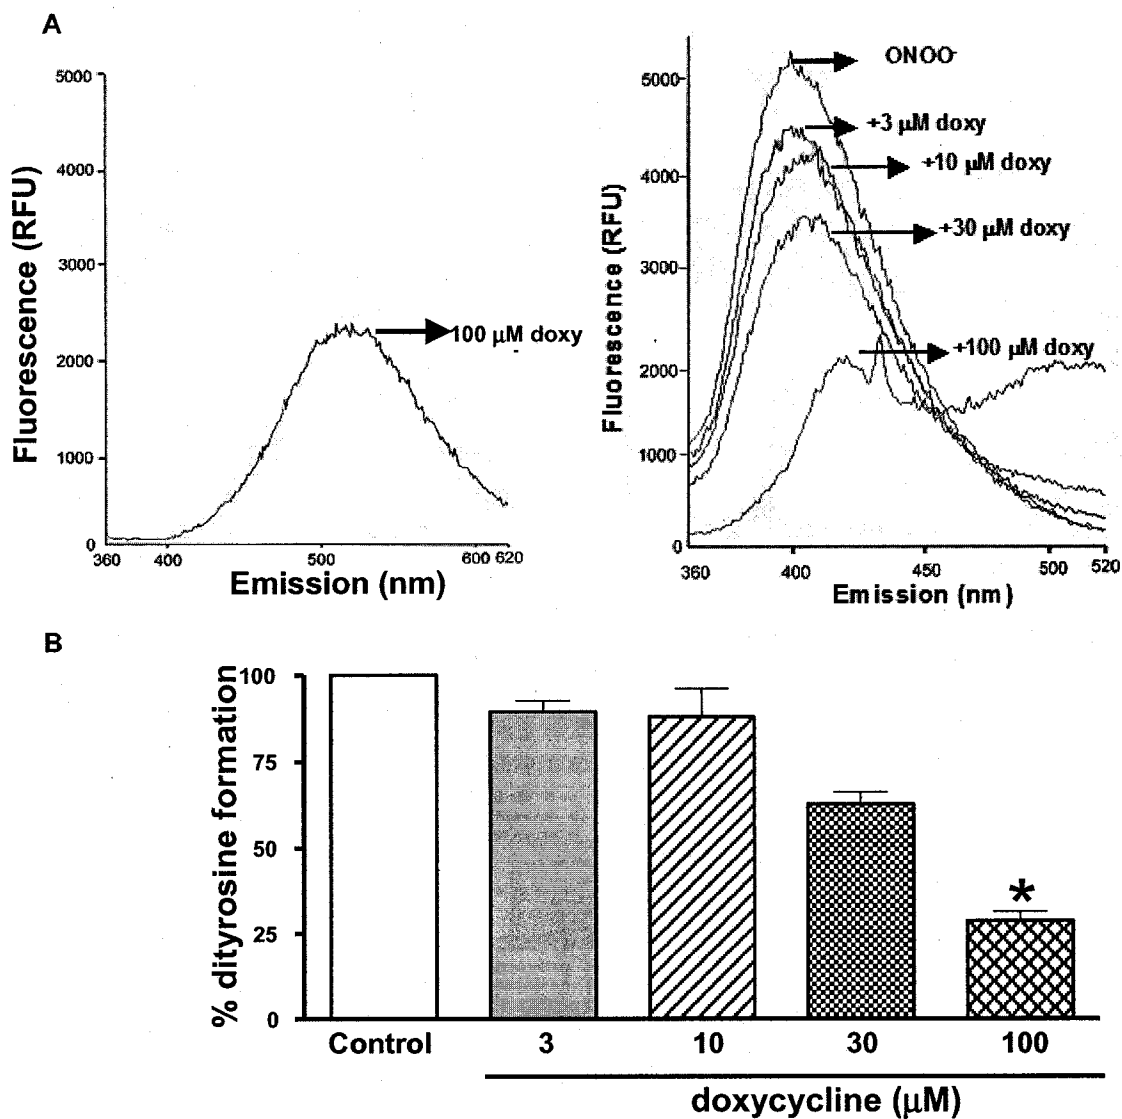 A
5000
4000
3000
2000
1000
0
Fluorescence (RFU)
100 μM doxy
360 400 500 600 620
Emission (nm)
5000
4000
3000
2000
1000
0
Fluorescence (RFU)
ONOO-
+3 μM doxy
+10 μM doxy
+30 μM doxy
+100 μM doxy
360 400 450 500 520
Emission (nm)
B
100
75
50
25
0
% dityrosine formation
*
Control 3 10 30 100
doxycycline (μM)